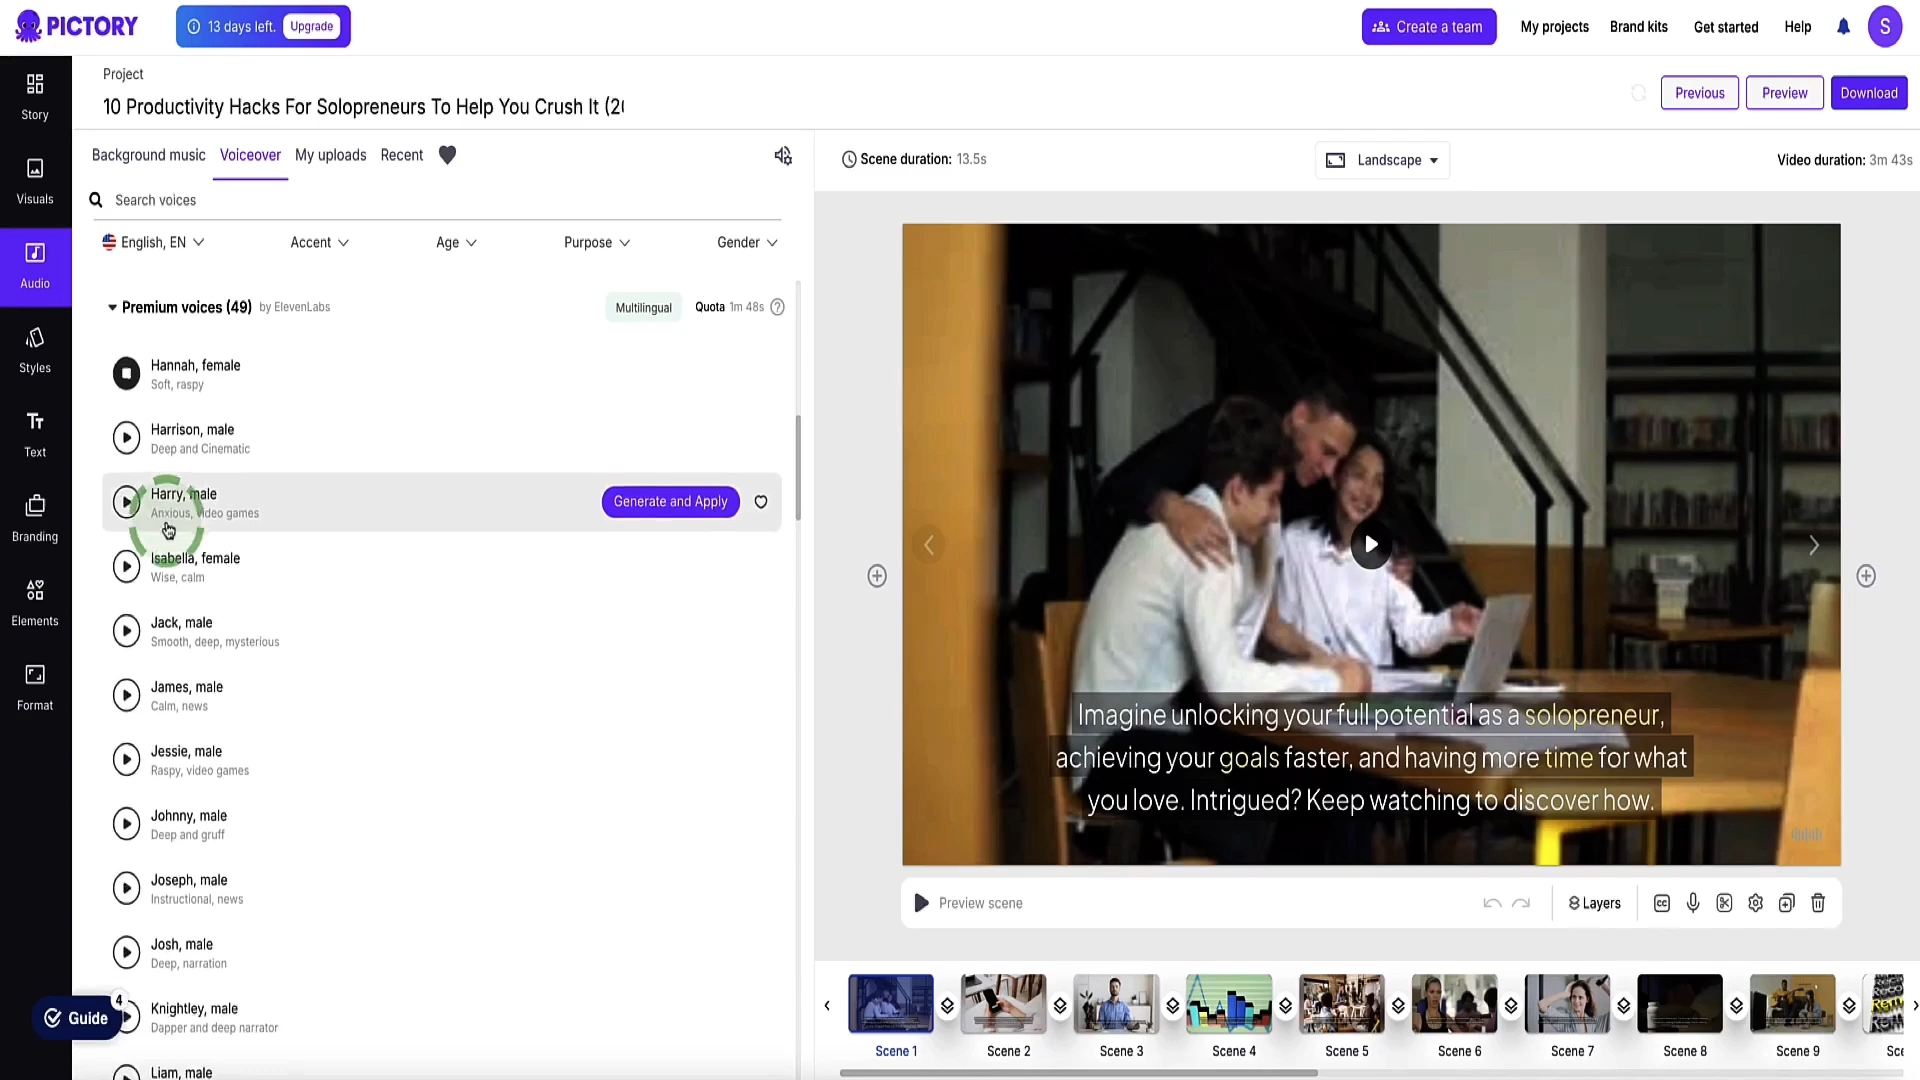 PICTORY
13 days left. Upgrade
Create a team
My projects
Brand kits
Get started
Help
S
Story
Visuals
Audio
Styles
Text
Branding
Elements
Format
4
Guide
Project
10 Productivity Hacks For Solopreneurs To Help You Crush It (2
Previous
Preview
Download
Background music
Voiceover
My uploads
Recent
Search voices
English, EN
Accent
Age
Purpose
Gender
Premium voices (49) by ElevenLabs
Multilingual
Quota 1m 48s
Hannah, female
Soft, raspy
Harrison, male
Deep and Cinematic
Harry, male
Anxious, video games
Generate and Apply
Isabella, female
Wise, calm
Jack, male
Smooth, deep, mysterious
James, male
Calm, news
Jessie, male
Raspy, video games
Johnny, male
Deep and gruff
Joseph, male
Instructional, news
Josh, male
Deep, narration
Knightley, male
Dapper and deep narrator
Liam, male
Scene duration: 13.5s
Landscape
Video duration: 3m 43s
Imagine unlocking your full potential as a solopreneur,
achieving your goals faster, and having more time for what
you love. Intrigued? Keep watching to discover how.
Preview scene
Layers
CC
Scene 1
Scene 2
Scene 3
Scene 4
Scene 5
Scene 6
Scene 7
Scene 8
Scene 9
Sce